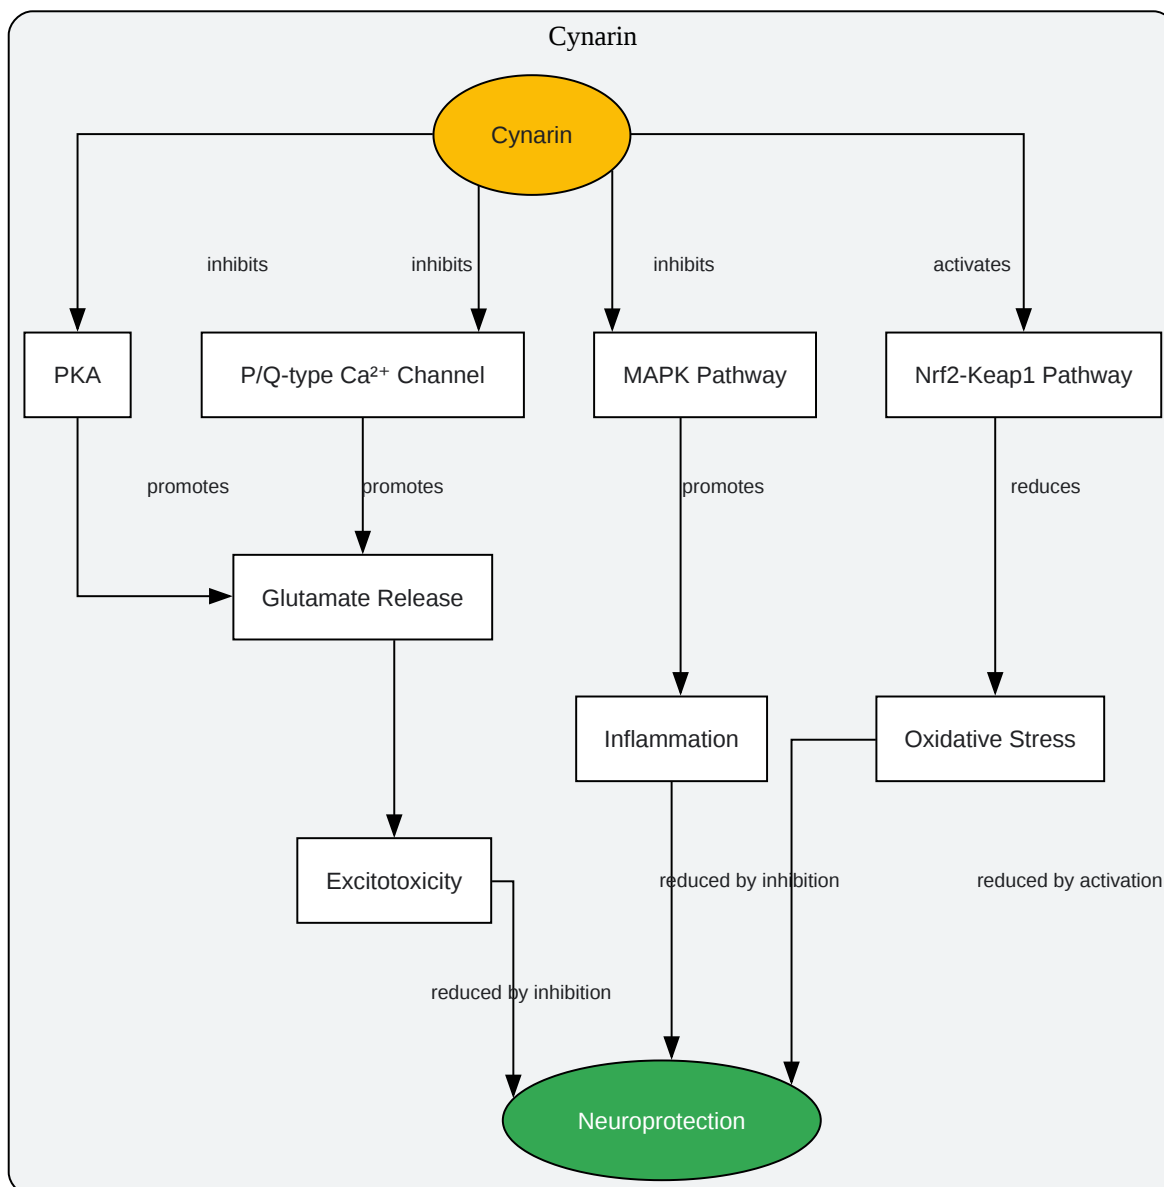 Cynarin
Cynarin
inhibits
inhibits
inhibits
activates
PKA
P/Q-type Ca²⁺ Channel
MAPK Pathway
Nrf2-Keap1 Pathway
promotes
promotes
promotes
reduces
Glutamate Release
Inflammation
Oxidative Stress
Excitotoxicity
reduced by inhibition
reduced by activation
reduced by inhibition
Neuroprotection